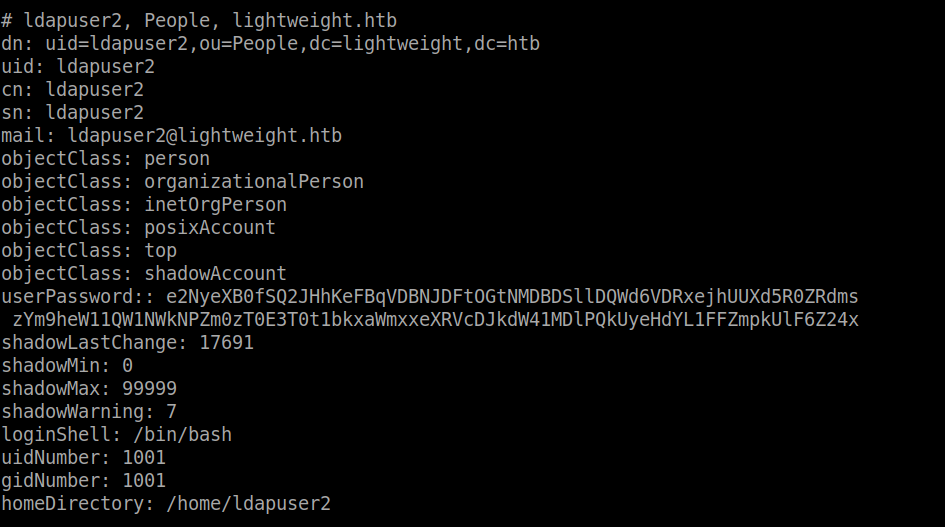 # ldapuser2, People, lightweight.htb
dn: uid=ldapuser2,ou=People,dc=lightweight,dc=htb
uid: ldapuser2
cn: ldapuser2
sn: ldapuser2
mail: ldapuser2@lightweight.htb
objectClass: person
objectClass: organizationalPerson
objectClass: inetOrgPerson
objectClass: posixAccount
objectClass: top
objectClass: shadowAccount
userPassword:: e2NyeXB0fSQ2JHhKeFBqVDBNJDFtOGtNMDBDSllDQWd6VDRxejhUUXd5R0ZRdms
 zYm9heW11QW1NWkNPZm0zT0E3T0t1bkxaWmxxeXRVcDJkdW41MDlPQkUyeHdYL1FFZmpkUlF6Z24x
shadowLastChange: 17691
shadowMin: 0
shadowMax: 99999
shadowWarning: 7
loginShell: /bin/bash
uidNumber: 1001
gidNumber: 1001
homeDirectory: /home/ldapuser2